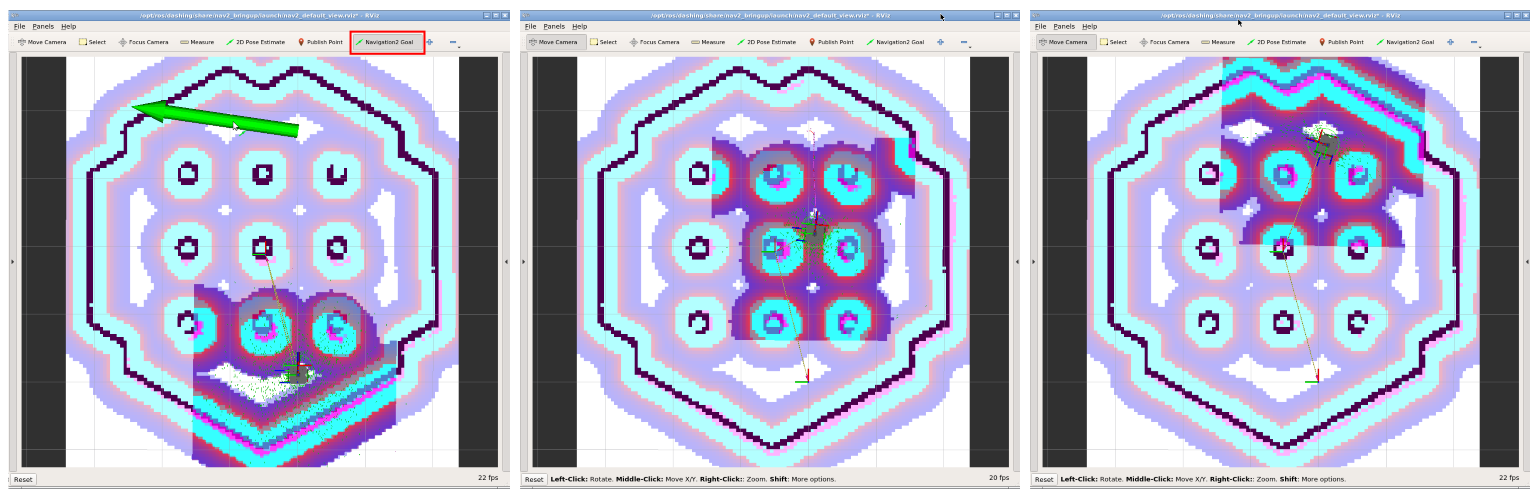 /opt/ros/dashing/share/nav2_bringup/launch/nav2_default_view.rviz* - RViz
File Panels Help
Move Camera Select Focus Camera Measure 2D Pose Estimate Publish Point Navigation2 Goal
Reset 22 fps
/opt/ros/dashing/share/nav2_bringup/launch/nav2_default_view.rviz* - RViz
File Panels Help
Move Camera Select Focus Camera Measure 2D Pose Estimate Publish Point Navigation2 Goal
Reset Left-Click: Rotate. Middle-Click: Move X/Y. Right-Click:: Zoom. Shift: More options. 20 fps
/opt/ros/dashing/share/nav2_bringup/launch/nav2_default_view.rviz* - RViz
File Panels Help
Move Camera Select Focus Camera Measure 2D Pose Estimate Publish Point Navigation2 Goal
Reset Left-Click: Rotate. Middle-Click: Move X/Y. Right-Click:: Zoom. Shift: More options. 22 fps